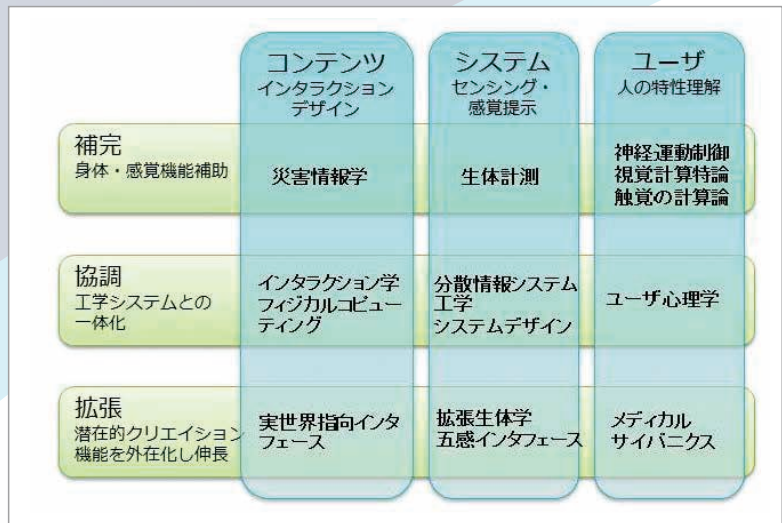 コンテンツ
インタラクション
デザイン
システム
センシング・
感覚提示
ユーザ
人の特性理解
補完
身体・感覚機能補助
災害情報学
生体計測
神経運動制御
視覚計算特論
触覚の計算論
協調
工学システムとの
一体化
インタラクション学
フィジカルコピュー
ティング
分散情報システム
工学
システムデザイン
ユーザ心理学
拡張
潜在的クリエイション
機能を外在化し伸長
実世界指向インタ
フェース
拡張生体学
五感インタフェース
メディカル
サイバニクス